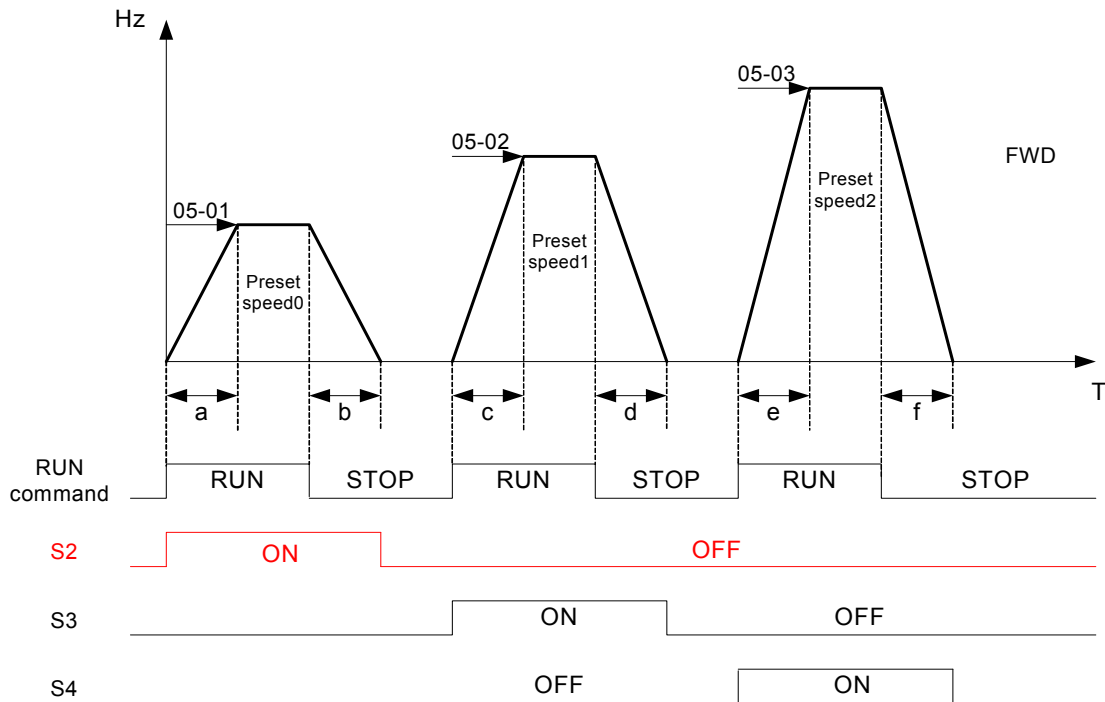 Hz
05-03
05-02
FWD
05-01
Preset
speed2
Preset
speed1
Preset
speed0
T
a b c d e f
RUN
command
RUN STOP RUN STOP RUN STOP
S2 ON OFF
S3 ON OFF
S4 OFF ON